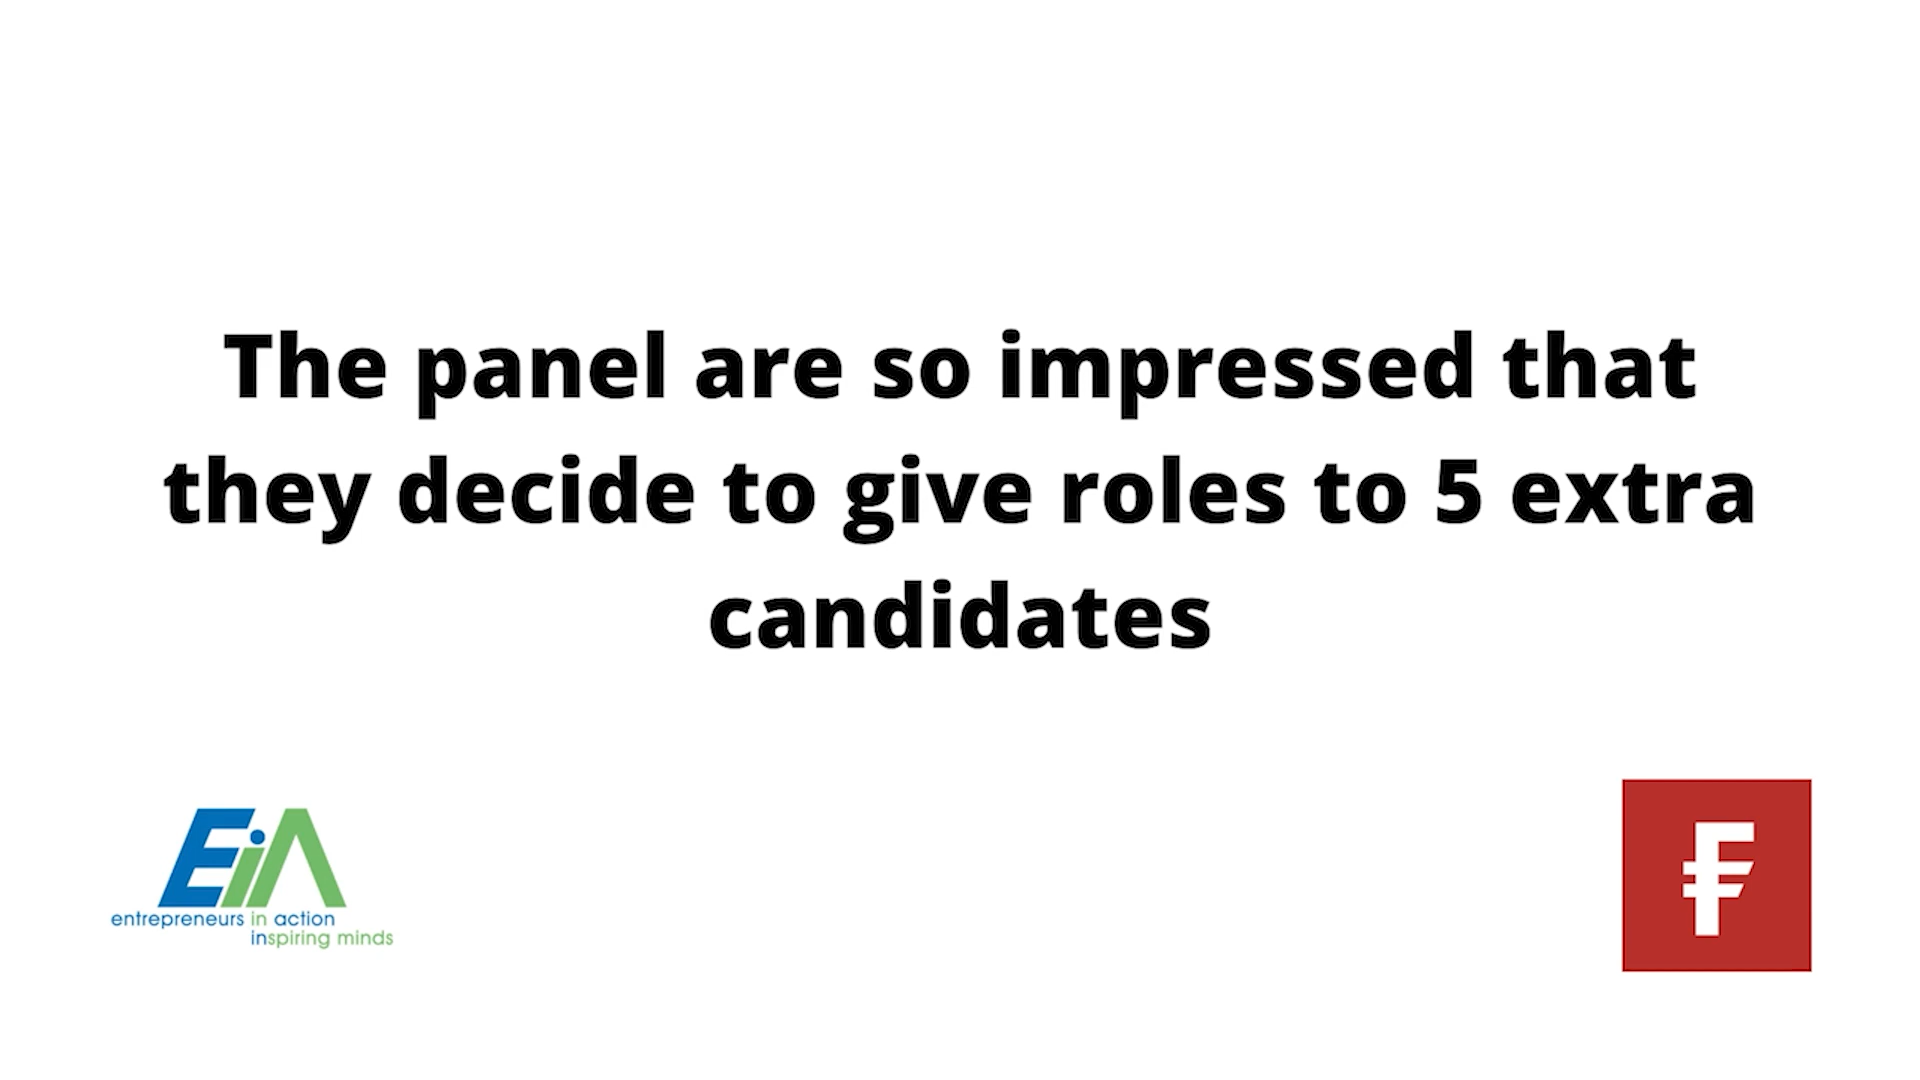 The panel are so impressed that
they decide to give roles to 5 extra
candidates
EiA
entrepreneurs in action
inspiring minds
F